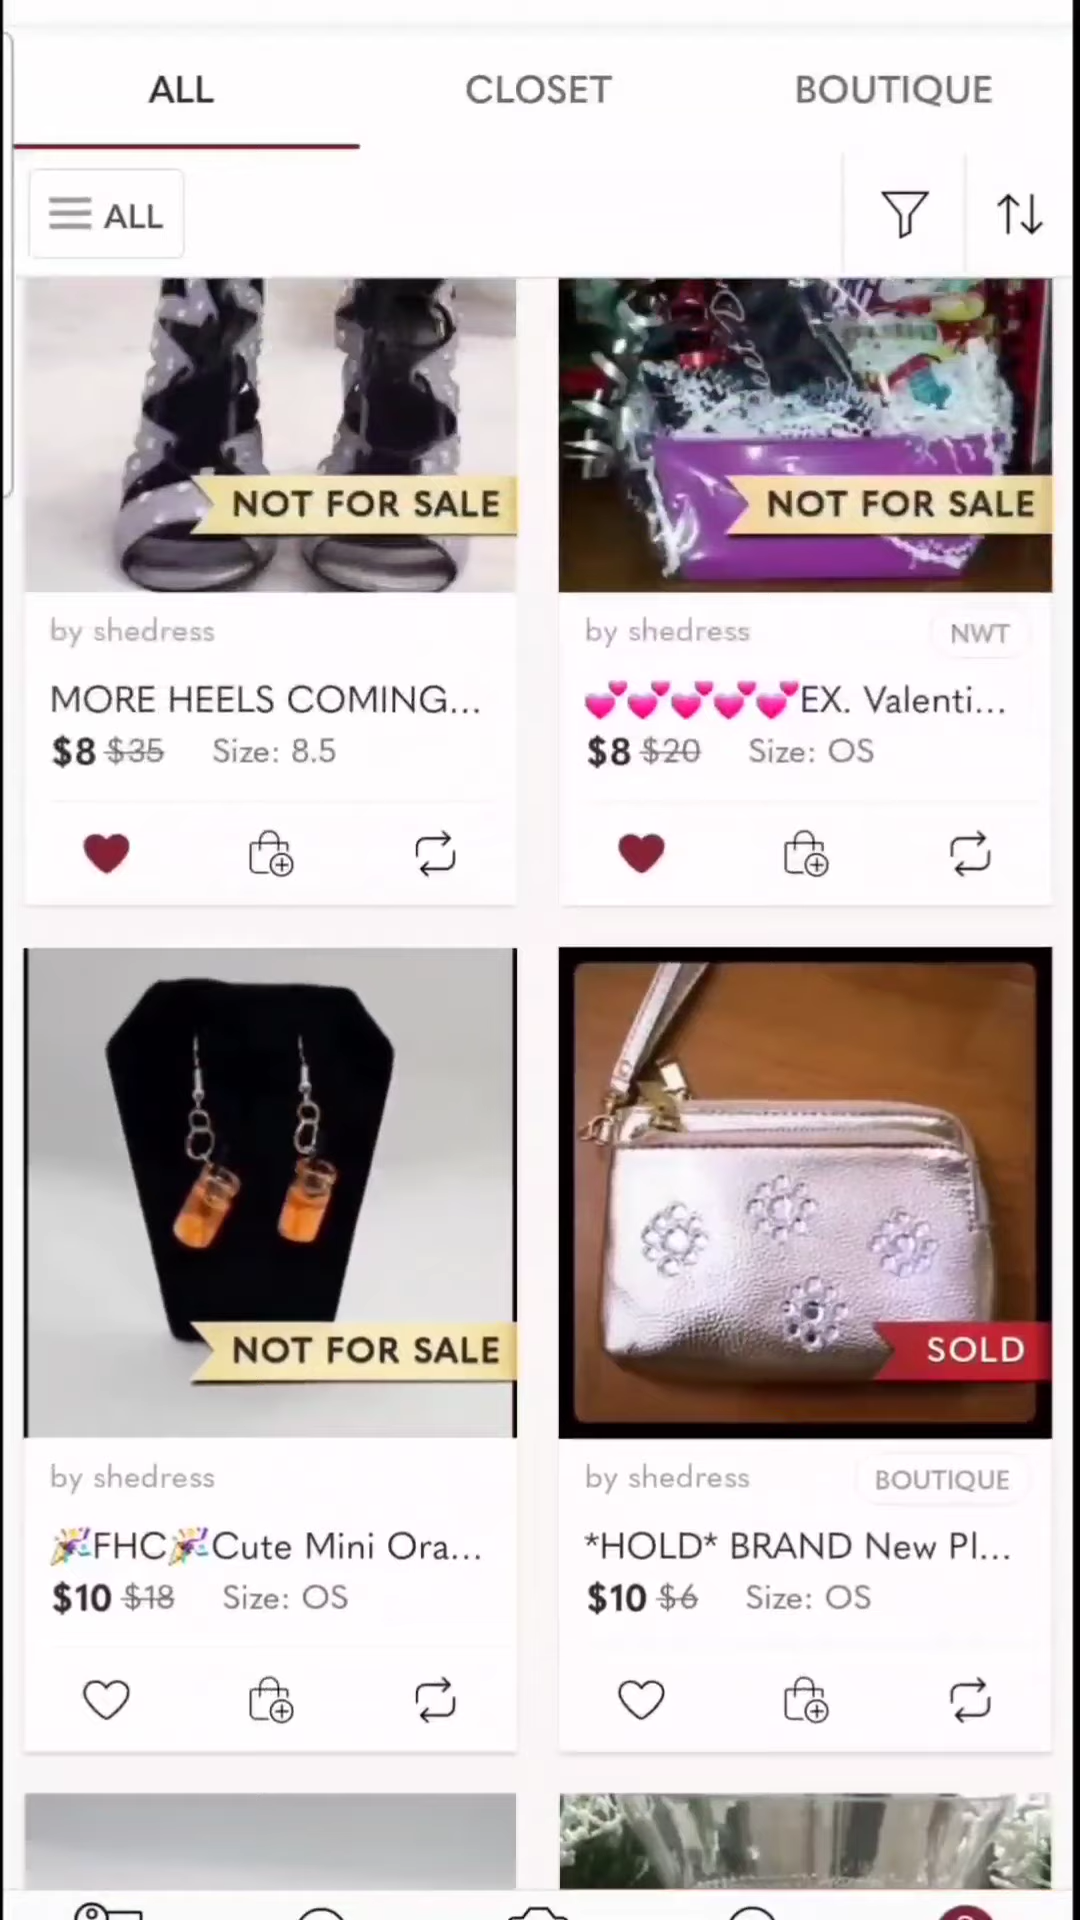 ALL CLOSET BOUTIQUE
ALL
NOT FOR SALE
NOT FOR SALE
by shedress
MORE HEELS COMING...
$8 $35 Size: 8.5
by shedress NWT
💕💕💕💕💕EX. Valenti...
$8 $20 Size: OS
NOT FOR SALE
SOLD
by shedress
🎉FHC🎉Cute Mini Ora...
$10 $18 Size: OS
by shedress BOUTIQUE
*HOLD* BRAND New Pl...
$10 $6 Size: OS